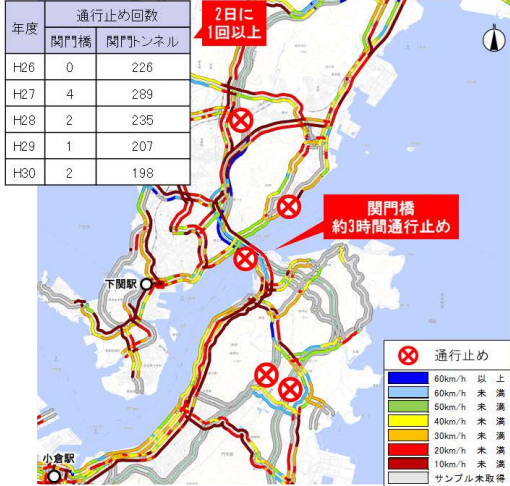 年度 通行止め回数
関門橋 関門トンネル
H26 0 226
H27 4 289
H28 2 235
H29 1 207
H30 2 198
2日に
1回以上
関門橋
約3時間通行止め
下関駅
小倉駅
通行止め
60km/h 以 上
60km/h 未 満
50km/h 未 満
40km/h 未 満
30km/h 未 満
20km/h 未 満
10km/h 未 満
サンプル未取得